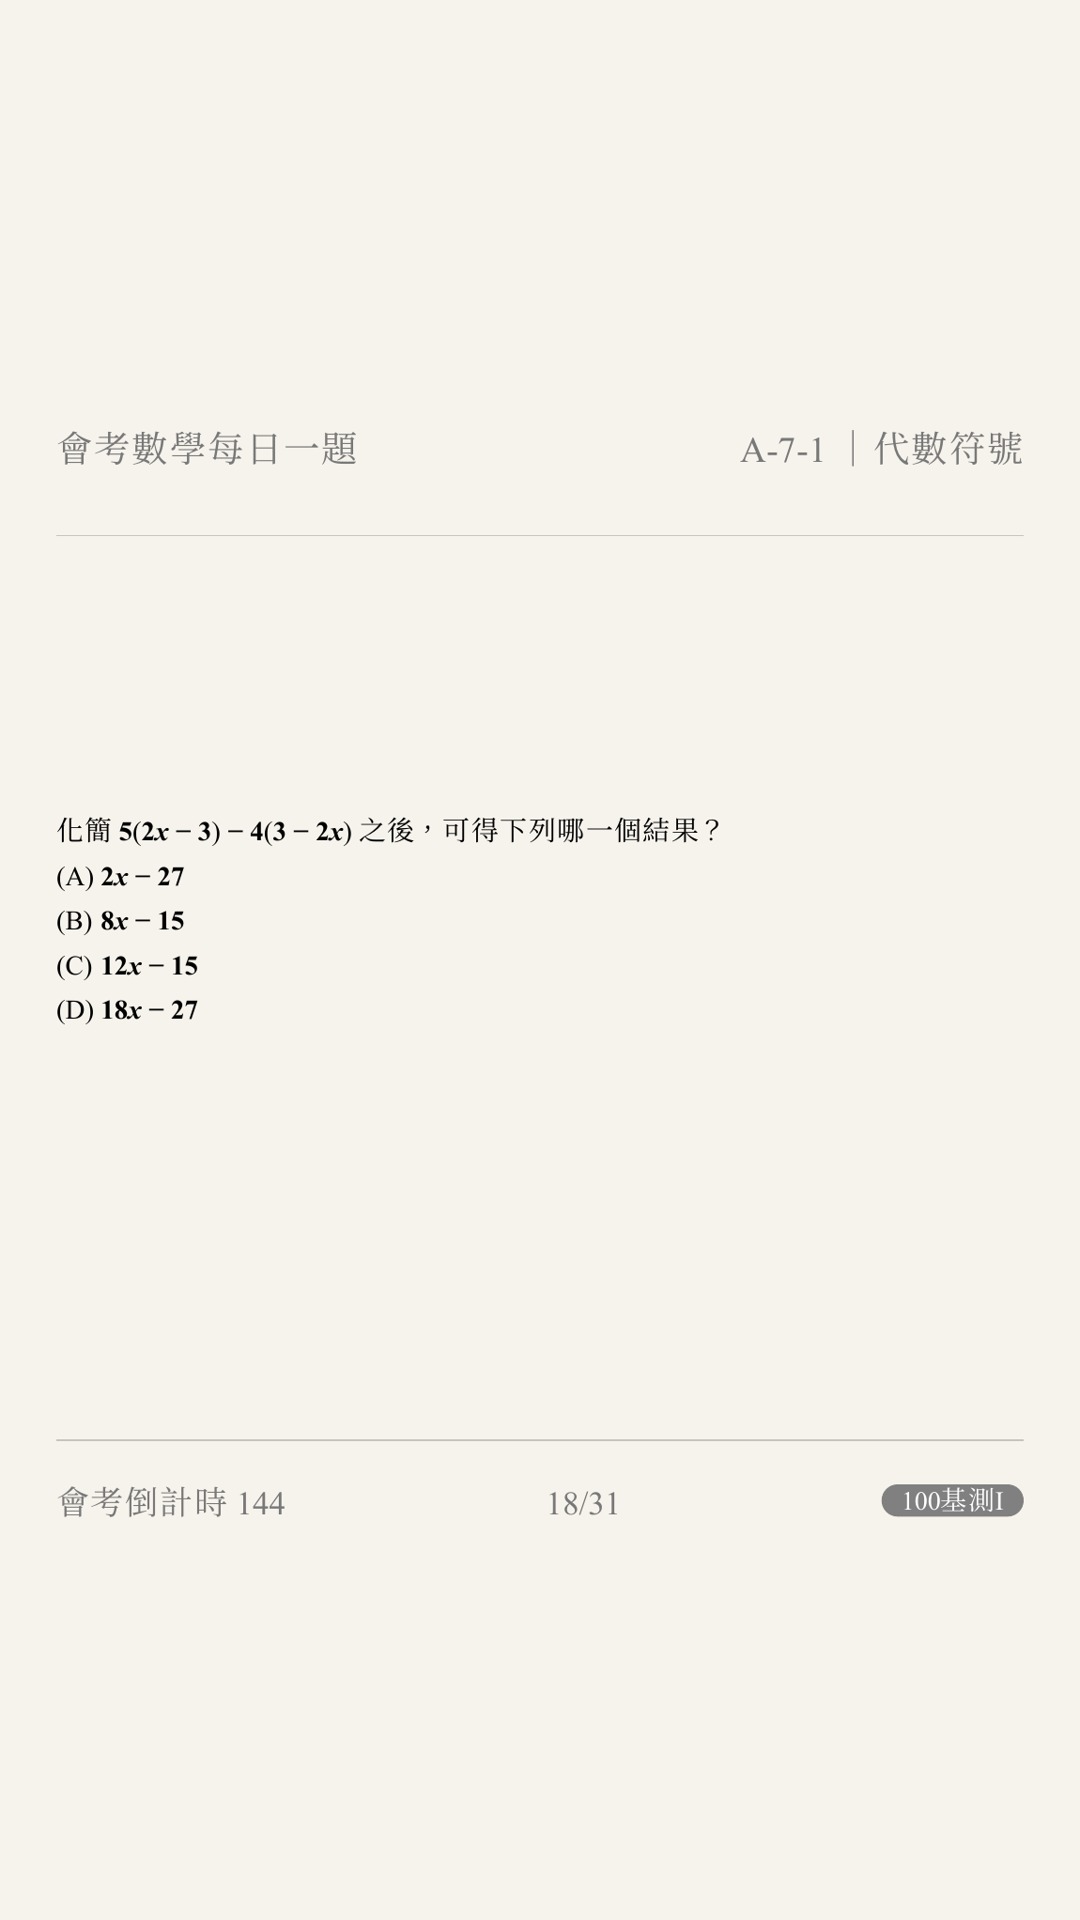 會考數學每日一題
A-7-1｜代數符號
化簡 5(2x − 3) − 4(3 − 2x) 之後，可得下列哪一個結果？
(A) 2x − 27
(B) 8x − 15
(C) 12x − 15
(D) 18x − 27
會考倒計時 144
18/31
100基測I